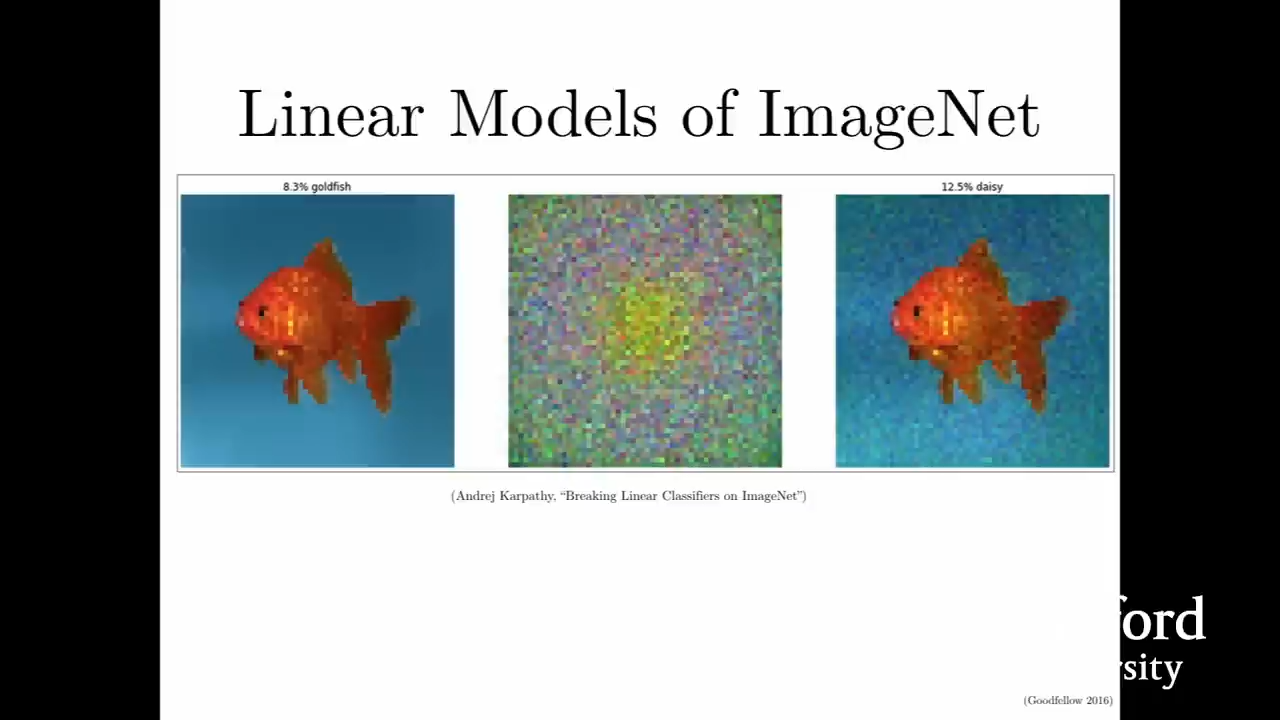 Linear Models of ImageNet
8.3% goldfish
12.5% daisy
(Andrej Karpathy, “Breaking Linear Classifiers on ImageNet”)
ford
rsity
(Goodfellow 2016)